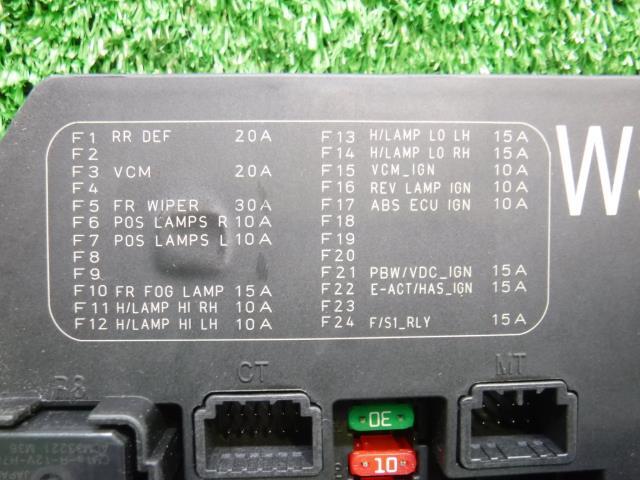 F1 RR DEF 20A
F2
F3 VCM 20A
F4
F5 FR WIPER 30A
F6 POS LAMPS R 10A
F7 POS LAMPS L 10A
F8
F9
F10 FR FOG LAMP 15A
F11 H/LAMP HI RH 10A
F12 H/LAMP HI LH 10A
F13 H/LAMP LO LH 15A
F14 H/LAMP LO RH 15A
F15 VCM_IGN 10A
F16 REV LAMP IGN 10A
F17 ABS ECU IGN 10A
F18
F19
F20
F21 PBW/VDC_IGN 15A
F22 E-ACT/HAS_IGN 15A
F23
F24 F/S1_RLY 15A
W
CT
MT
30
10